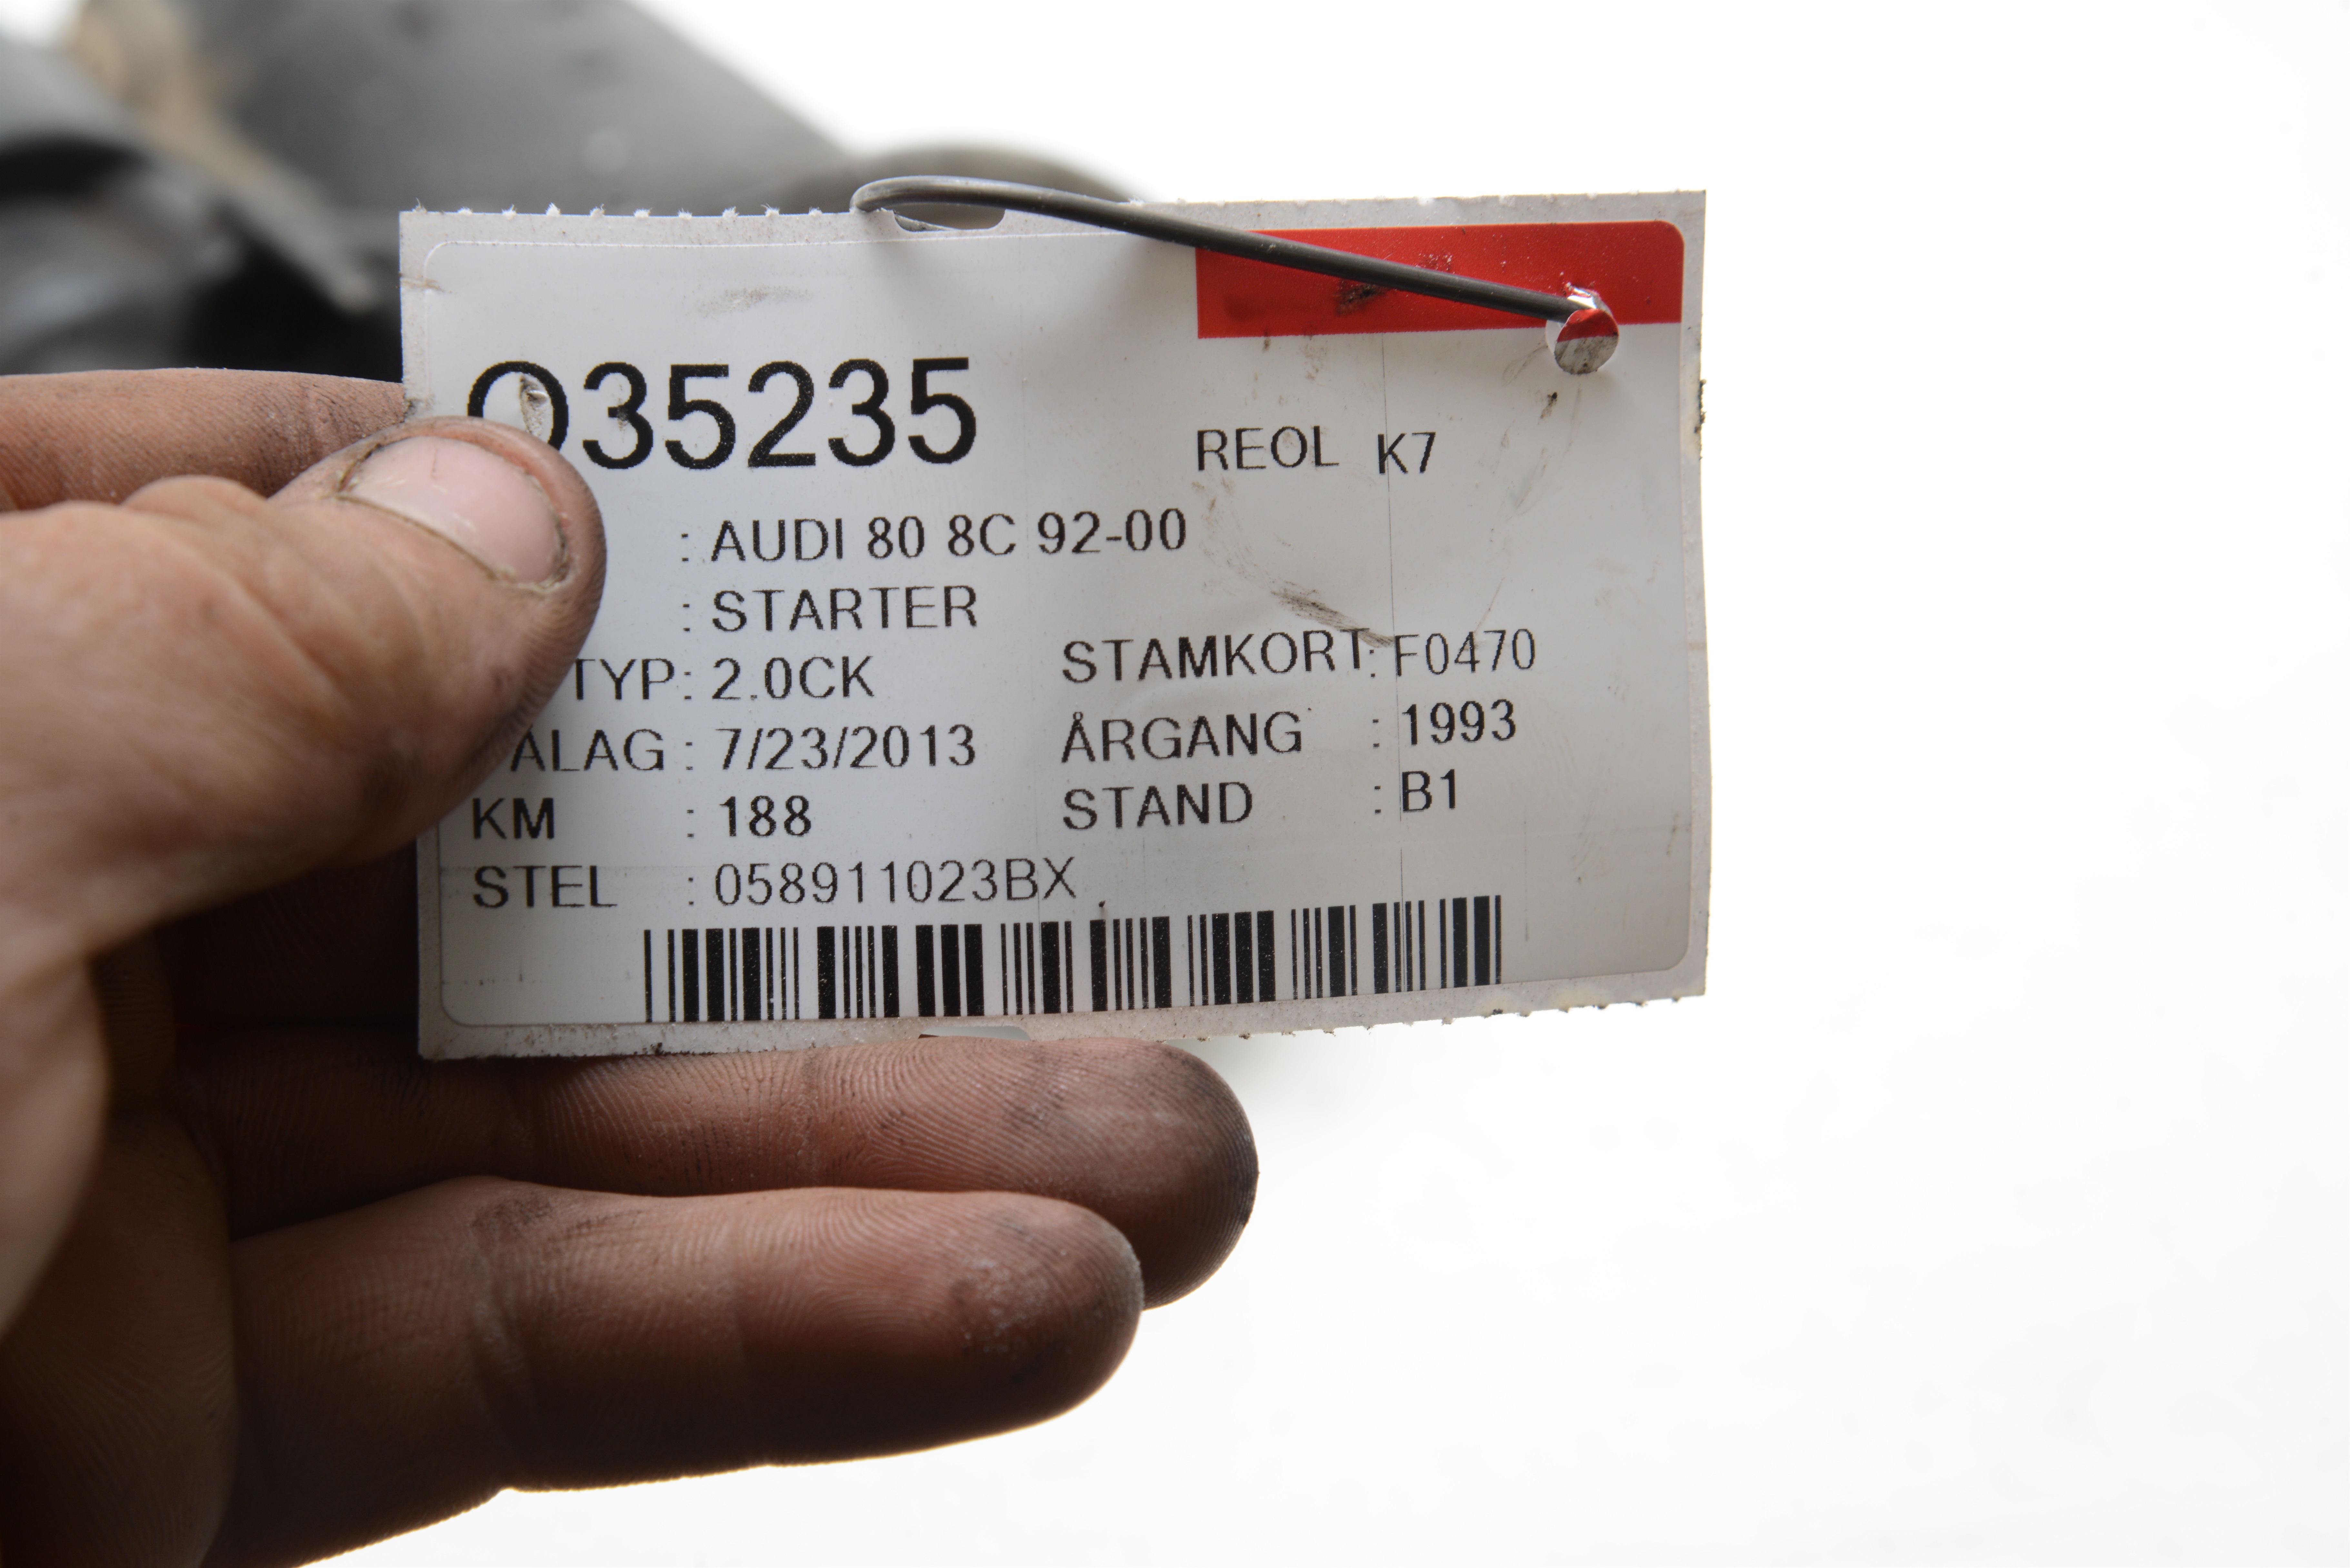 O35235
REOL K7
: AUDI 80 8C 92-00
: STARTER
TYP: 2.0CK STAMKORT: F0470
ALAG : 7/23/2013 ÅRGANG : 1993
KM : 188 STAND : B1
STEL : 058911023BX